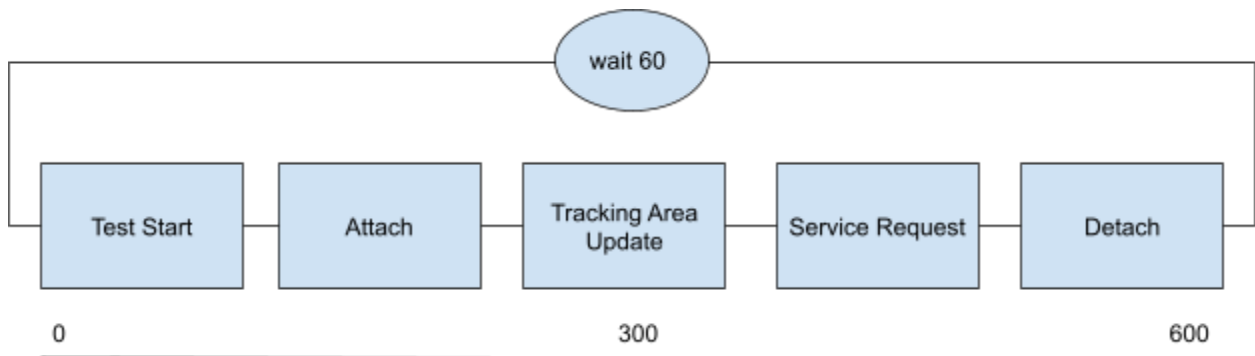 wait 60
Test Start
Attach
Tracking Area
Update
Service Request
Detach
0
300
600